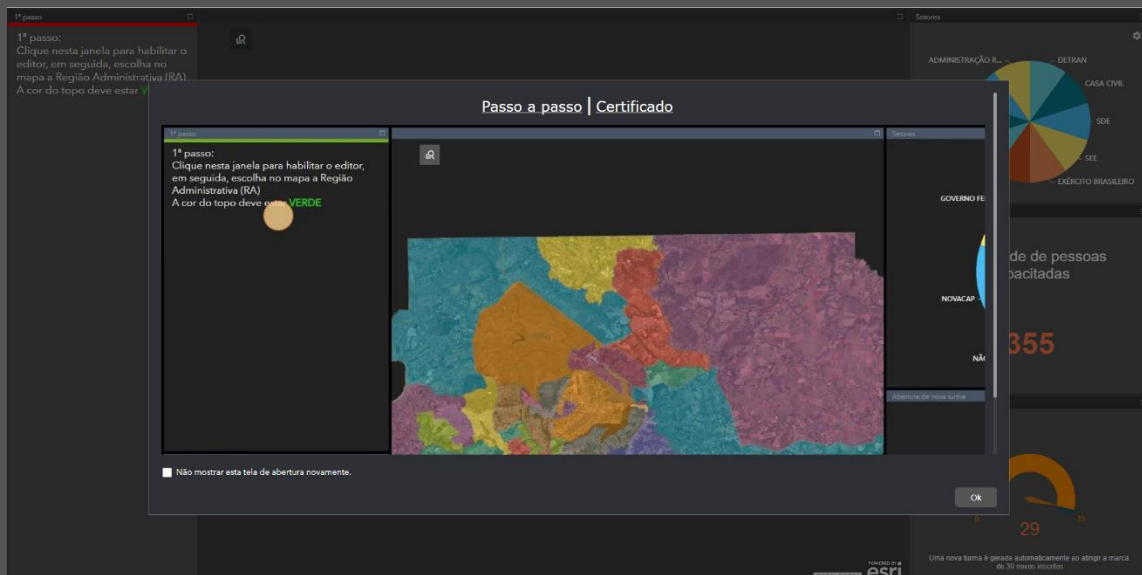 1º passo
1º passo:
Clique nesta janela para habilitar o
editor, em seguida, escolha no
mapa a Região Administrativa (RA)
A cor do topo deve estar V
Setores
ADMINISTRAÇÃO R...
DETRAN
CASA CIVIL
SDE
SEE
EXÉRCITO BRASILEIRO
Passo a passo | Certificado
1º passo
1º passo:
Clique nesta janela para habilitar o editor,
em seguida, escolha no mapa a Região
Administrativa (RA)
A cor do topo deve estar VERDE
Setores
GOVERNO FE
NOVACAP
NÃO
Abertura de nova turma
Não mostrar esta tela de abertura novamente.
Ok
de de pessoas
pacitadas
355
0
29
30
Uma nova turma é gerada automaticamente ao atingir a marca
de 30 novos inscritos
POWERED BY
esri